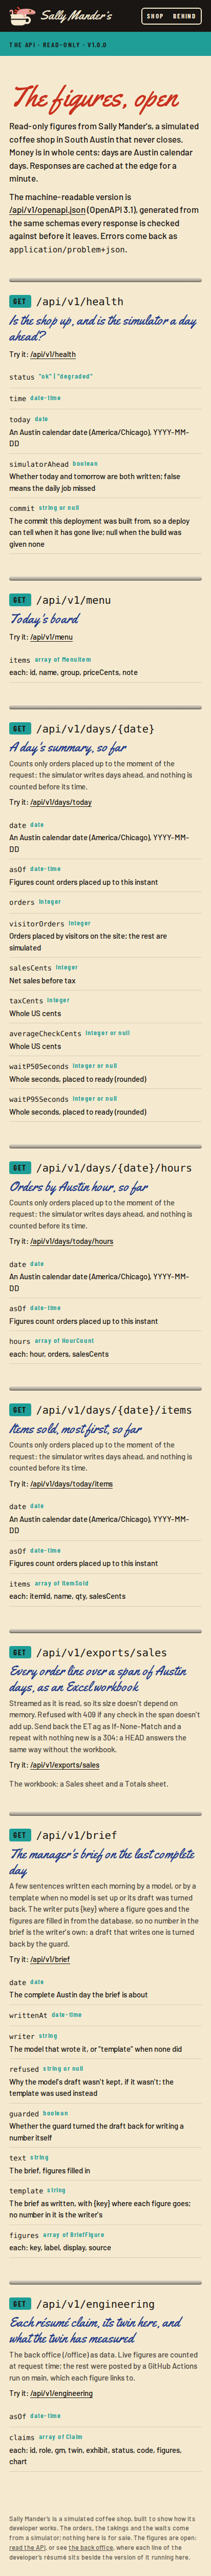 Sally Mander's
SHOP BEHIND
THE API · READ-ONLY · V1.0.0
The figures, open
Read-only figures from Sally Mander's, a simulated
coffee shop in South Austin that never closes.
Money is in whole cents; days are Austin calendar
days. Responses are cached at the edge for a
minute.
The machine-readable version is
/api/v1/openapi.json (OpenAPI 3.1), generated from
the same schemas every response is checked
against before it leaves. Errors come back as
application/problem+json.
GET /api/v1/health
Is the shop up, and is the simulator a day
ahead?
Try it: /api/v1/health
status "ok" | "degraded"
time date-time
today date
An Austin calendar date (America/Chicago), YYYY-MM-
DD
simulatorAhead boolean
Whether today and tomorrow are both written; false
means the daily job missed
commit string or null
The commit this deployment was built from, so a deploy
can tell when it has gone live; null when the build was
given none
GET /api/v1/menu
Today's board
Try it: /api/v1/menu
items array of MenuItem
each: id, name, group, priceCents, note
GET /api/v1/days/{date}
A day's summary, so far
Counts only orders placed up to the moment of the
request: the simulator writes days ahead, and nothing is
counted before its time.
Try it: /api/v1/days/today
date date
An Austin calendar date (America/Chicago), YYYY-MM-
DD
asOf date-time
Figures count orders placed up to this instant
orders integer
visitorOrders integer
Orders placed by visitors on the site; the rest are
simulated
salesCents integer
Net sales before tax
taxCents integer
Whole US cents
averageCheckCents integer or null
Whole US cents
waitP50Seconds integer or null
Whole seconds, placed to ready (rounded)
waitP95Seconds integer or null
Whole seconds, placed to ready (rounded)
GET /api/v1/days/{date}/hours
Orders by Austin hour, so far
Counts only orders placed up to the moment of the
request: the simulator writes days ahead, and nothing is
counted before its time.
Try it: /api/v1/days/today/hours
date date
An Austin calendar date (America/Chicago), YYYY-MM-
DD
asOf date-time
Figures count orders placed up to this instant
hours array of HourCount
each: hour, orders, salesCents
GET /api/v1/days/{date}/items
Items sold, most first, so far
Counts only orders placed up to the moment of the
request: the simulator writes days ahead, and nothing is
counted before its time.
Try it: /api/v1/days/today/items
date date
An Austin calendar date (America/Chicago), YYYY-MM-
DD
asOf date-time
Figures count orders placed up to this instant
items array of ItemSold
each: itemId, name, qty, salesCents
GET /api/v1/exports/sales
Every order line over a span of Austin
days, as an Excel workbook
Streamed as it is read, so its size doesn't depend on
memory. Refused with 409 if any check in the span doesn't
add up. Send back the ETag as If-None-Match and a
repeat with nothing new is a 304; a HEAD answers the
same way without the workbook.
Try it: /api/v1/exports/sales
The workbook: a Sales sheet and a Totals sheet.
GET /api/v1/brief
The manager's brief on the last complete
day
A few sentences written each morning by a model, or by a
template when no model is set up or its draft was turned
back. The writer puts {key} where a figure goes and the
figures are filled in from the database, so no number in the
brief is the writer's own: a draft that writes one is turned
back by the guard.
Try it: /api/v1/brief
date date
The complete Austin day the brief is about
writtenAt date-time
writer string
The model that wrote it, or "template" when none did
refused string or null
Why the model's draft wasn't kept, if it wasn't; the
template was used instead
guarded boolean
Whether the guard turned the draft back for writing a
number itself
text string
The brief, figures filled in
template string
The brief as written, with {key} where each figure goes;
no number in it is the writer's
figures array of BriefFigure
each: key, label, display, source
GET /api/v1/engineering
Each résumé claim, its twin here, and
what the twin has measured
The back office (/office) as data. Live figures are counted
at request time; the rest were posted by a GitHub Actions
run on main, which each figure links to.
Try it: /api/v1/engineering
asOf date-time
claims array of Claim
each: id, role, gm, twin, exhibit, status, code, figures,
chart
Sally Mander's is a simulated coffee shop, built to show how its
developer works. The orders, the takings and the waits come
from a simulator; nothing here is for sale. The figures are open:
read the API, or see the back office, where each line of the
developer's résumé sits beside the version of it running here.